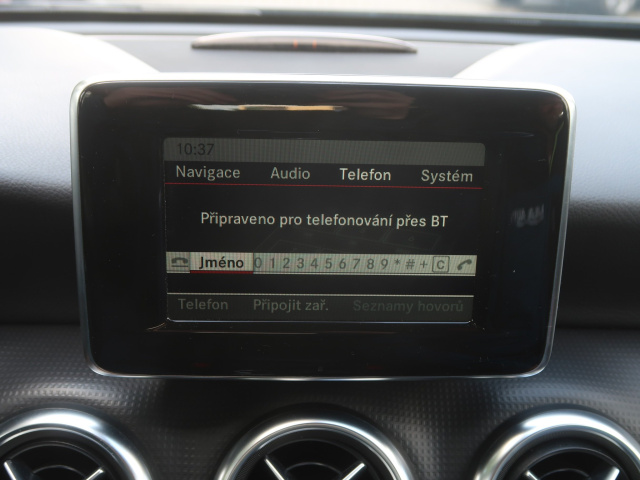 10:37
Navigace Audio Telefon Systém
Připraveno pro telefonování přes BT
Jméno 0 1 2 3 4 5 6 7 8 9 * # + C
Telefon Připojit zař. Seznamy hovorů